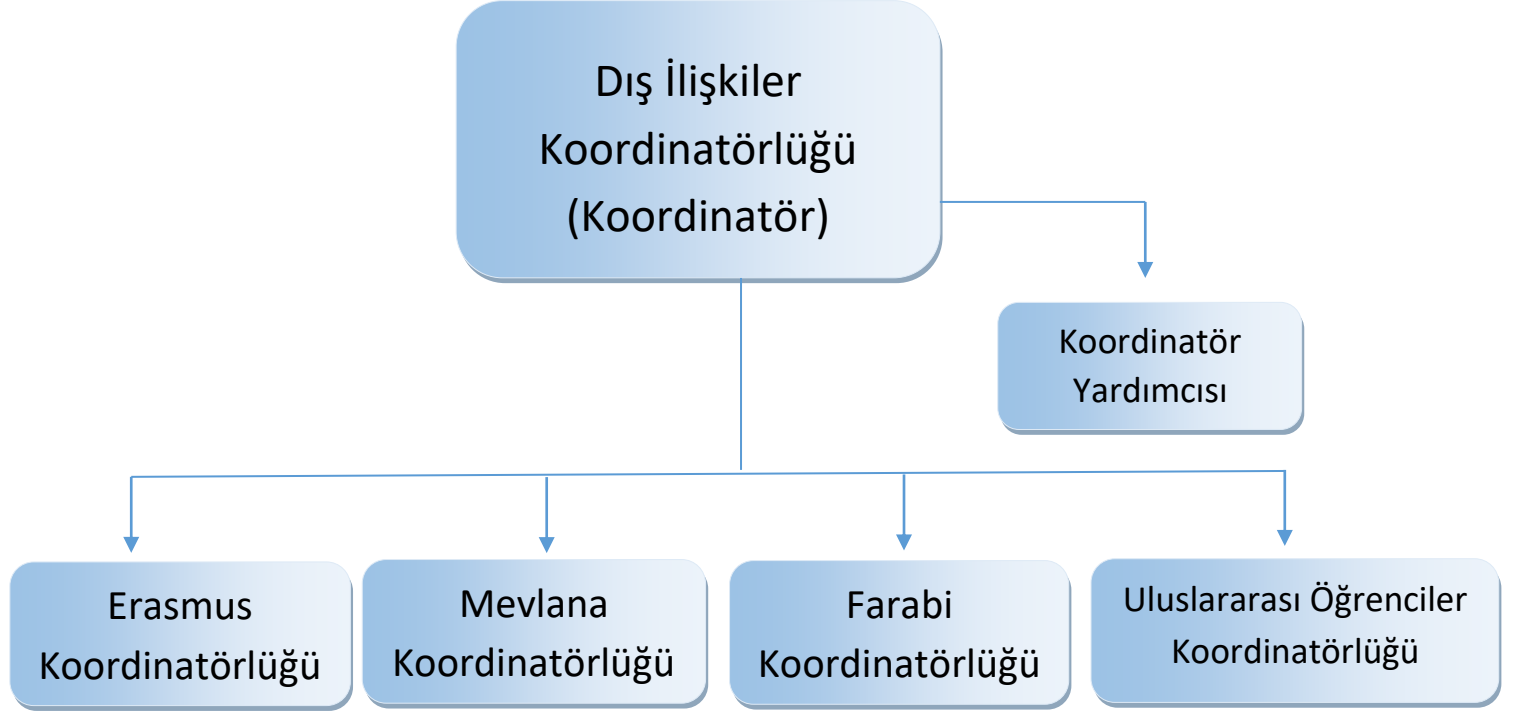 Dış İlişkiler
Koordinatörlüğü
(Koordinatör)
Koordinatör
Yardımcısı
Erasmus
Koordinatörlüğü
Mevlana
Koordinatörlüğü
Farabi
Koordinatörlüğü
Uluslararası Öğrenciler
Koordinatörlüğü